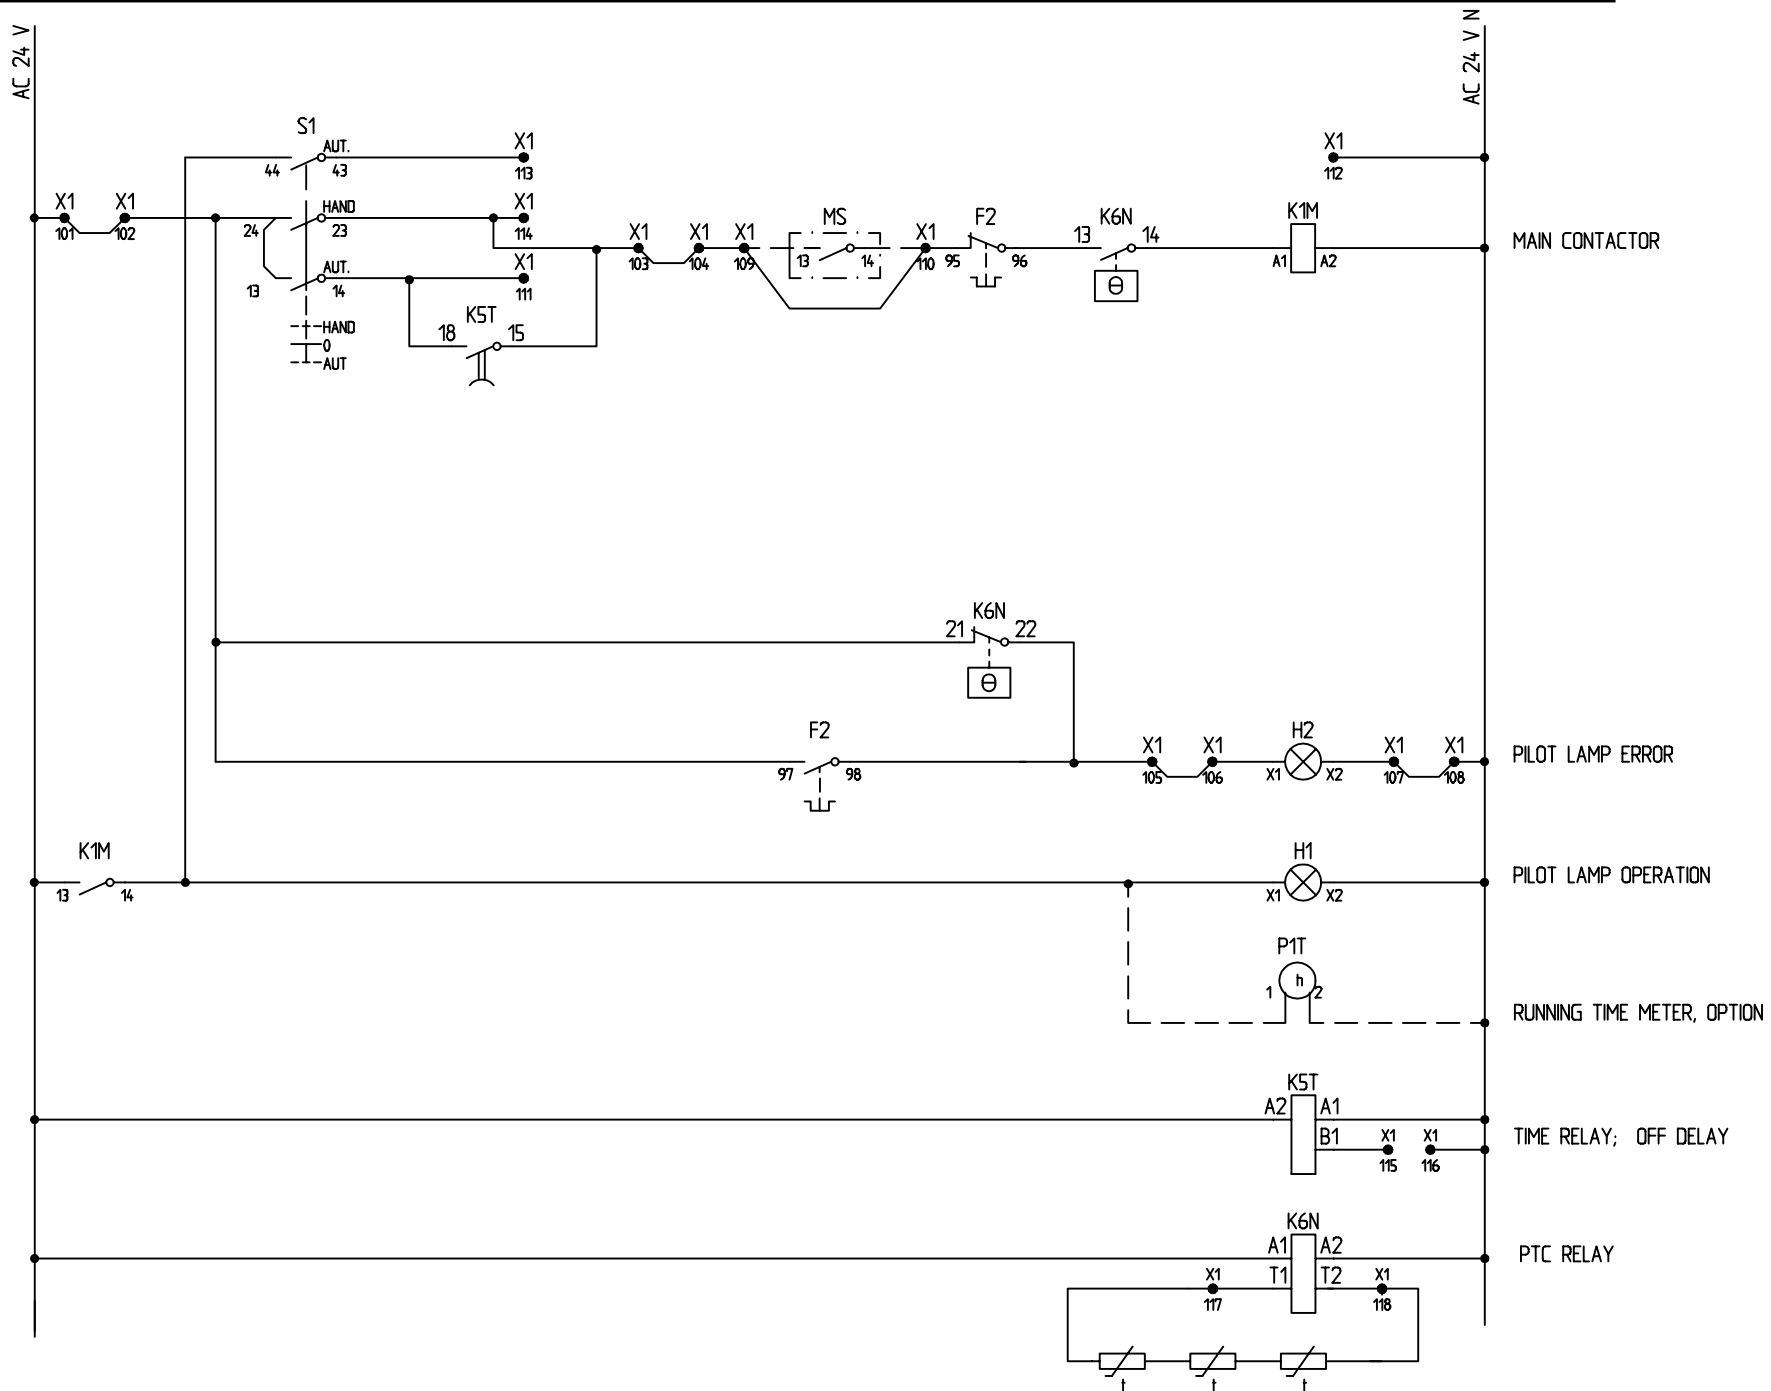 AC 24 V
AC 24 V N
S1
AUT.
44
43
X1
113
X1
112
X1
101
X1
102
HAND
24
23
X1
114
AUT.
13
14
X1
111
HAND
0
AUT
K5T
18
15
X1
103
X1
104
X1
109
MS
13
14
X1
110
F2
95
96
K6N
13
14
Θ
K1M
A1
A2
MAIN CONTACTOR
K6N
21
22
Θ
F2
97
98
X1
105
X1
106
H2
X1
X2
X1
107
X1
108
PILOT LAMP ERROR
K1M
13
14
H1
X1
X2
PILOT LAMP OPERATION
P1T
h
1
2
RUNNING TIME METER, OPTION
K5T
A2
A1
B1
X1
115
X1
116
TIME RELAY; OFF DELAY
K6N
A1
A2
T1
T2
X1
117
X1
118
PTC RELAY
t
t
t